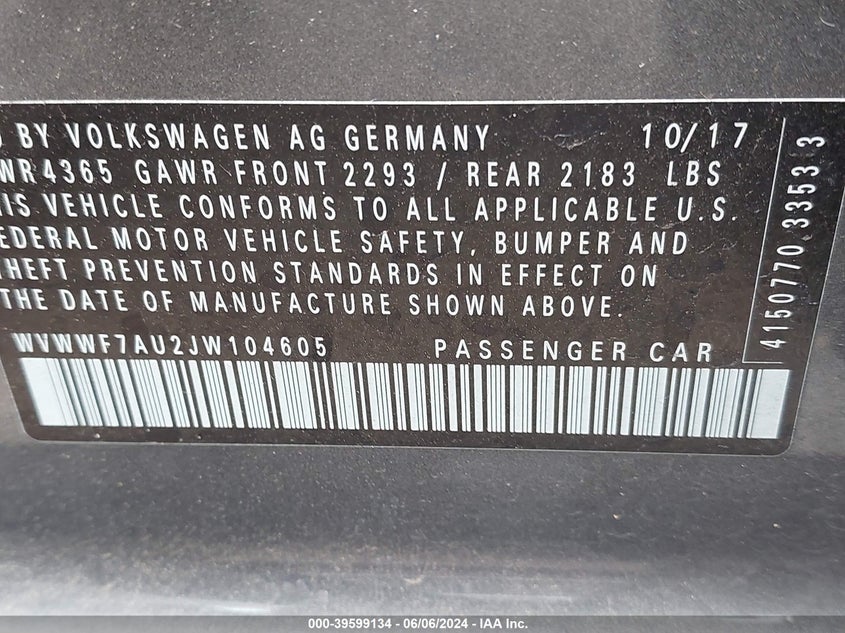 BY VOLKSWAGEN AG GERMANY 10/17
WR 4365 GAWR FRONT 2293 / REAR 2183 LBS
IS VEHICLE CONFORMS TO ALL APPLICABLE U.S.
EDERAL MOTOR VEHICLE SAFETY, BUMPER AND
HEFT PREVENTION STANDARDS IN EFFECT ON
THE DATE OF MANUFACTURE SHOWN ABOVE.
WVWWF7AU2JW104605 PASSENGER CAR
4150770 3353 3
000-39599134 - 06/06/2024 - IAA Inc.